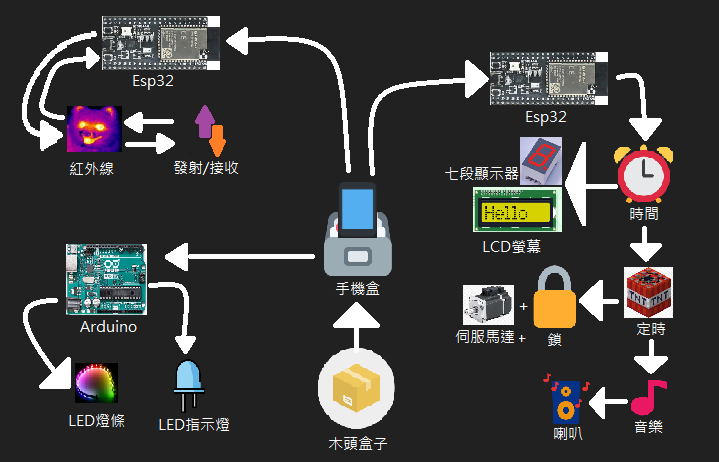 Esp32
Esp32
紅外線
發射/接收
七段顯示器
Hello
LCD螢幕
時間
手機盒
Arduino
TNT
定時
伺服馬達 +
+
鎖
LED燈條
LED指示燈
木頭盒子
喇叭
音樂